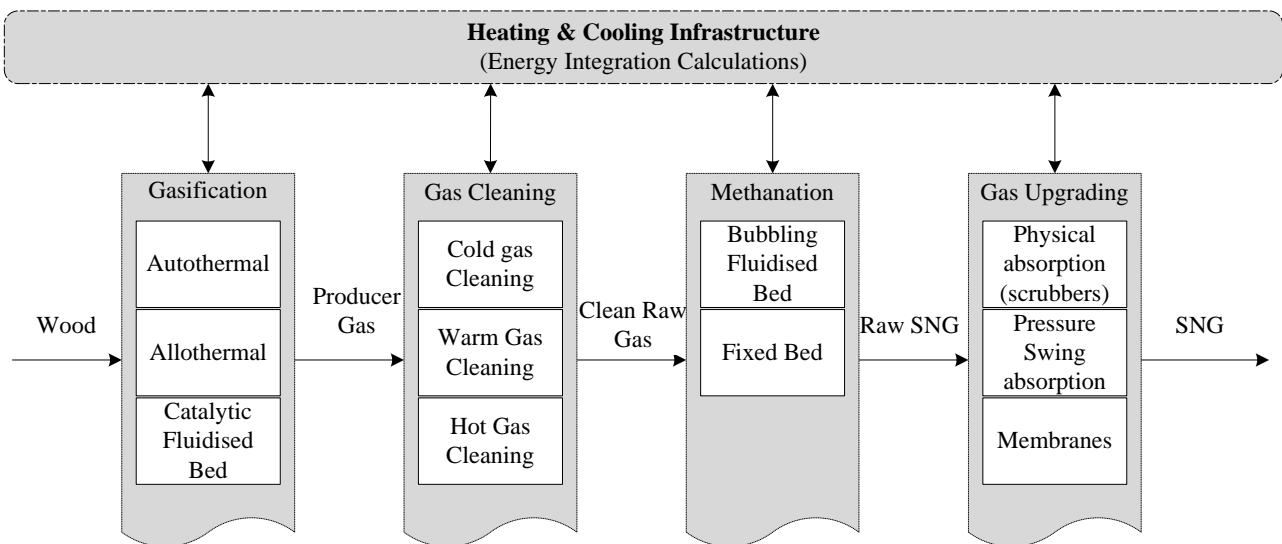 Heating & Cooling Infrastructure
(Energy Integration Calculations)
Gasification
Gas Cleaning
Methanation
Gas Upgrading
Wood
Autothermal
Allothermal
Catalytic
Fluidised
Bed
Producer
Gas
Cold gas
Cleaning
Warm Gas
Cleaning
Hot Gas
Cleaning
Clean Raw
Gas
Bubbling
Fluidised
Bed
Fixed Bed
Raw SNG
Physical
absorption
(scrubbers)
Pressure
Swing
absorption
Membranes
SNG